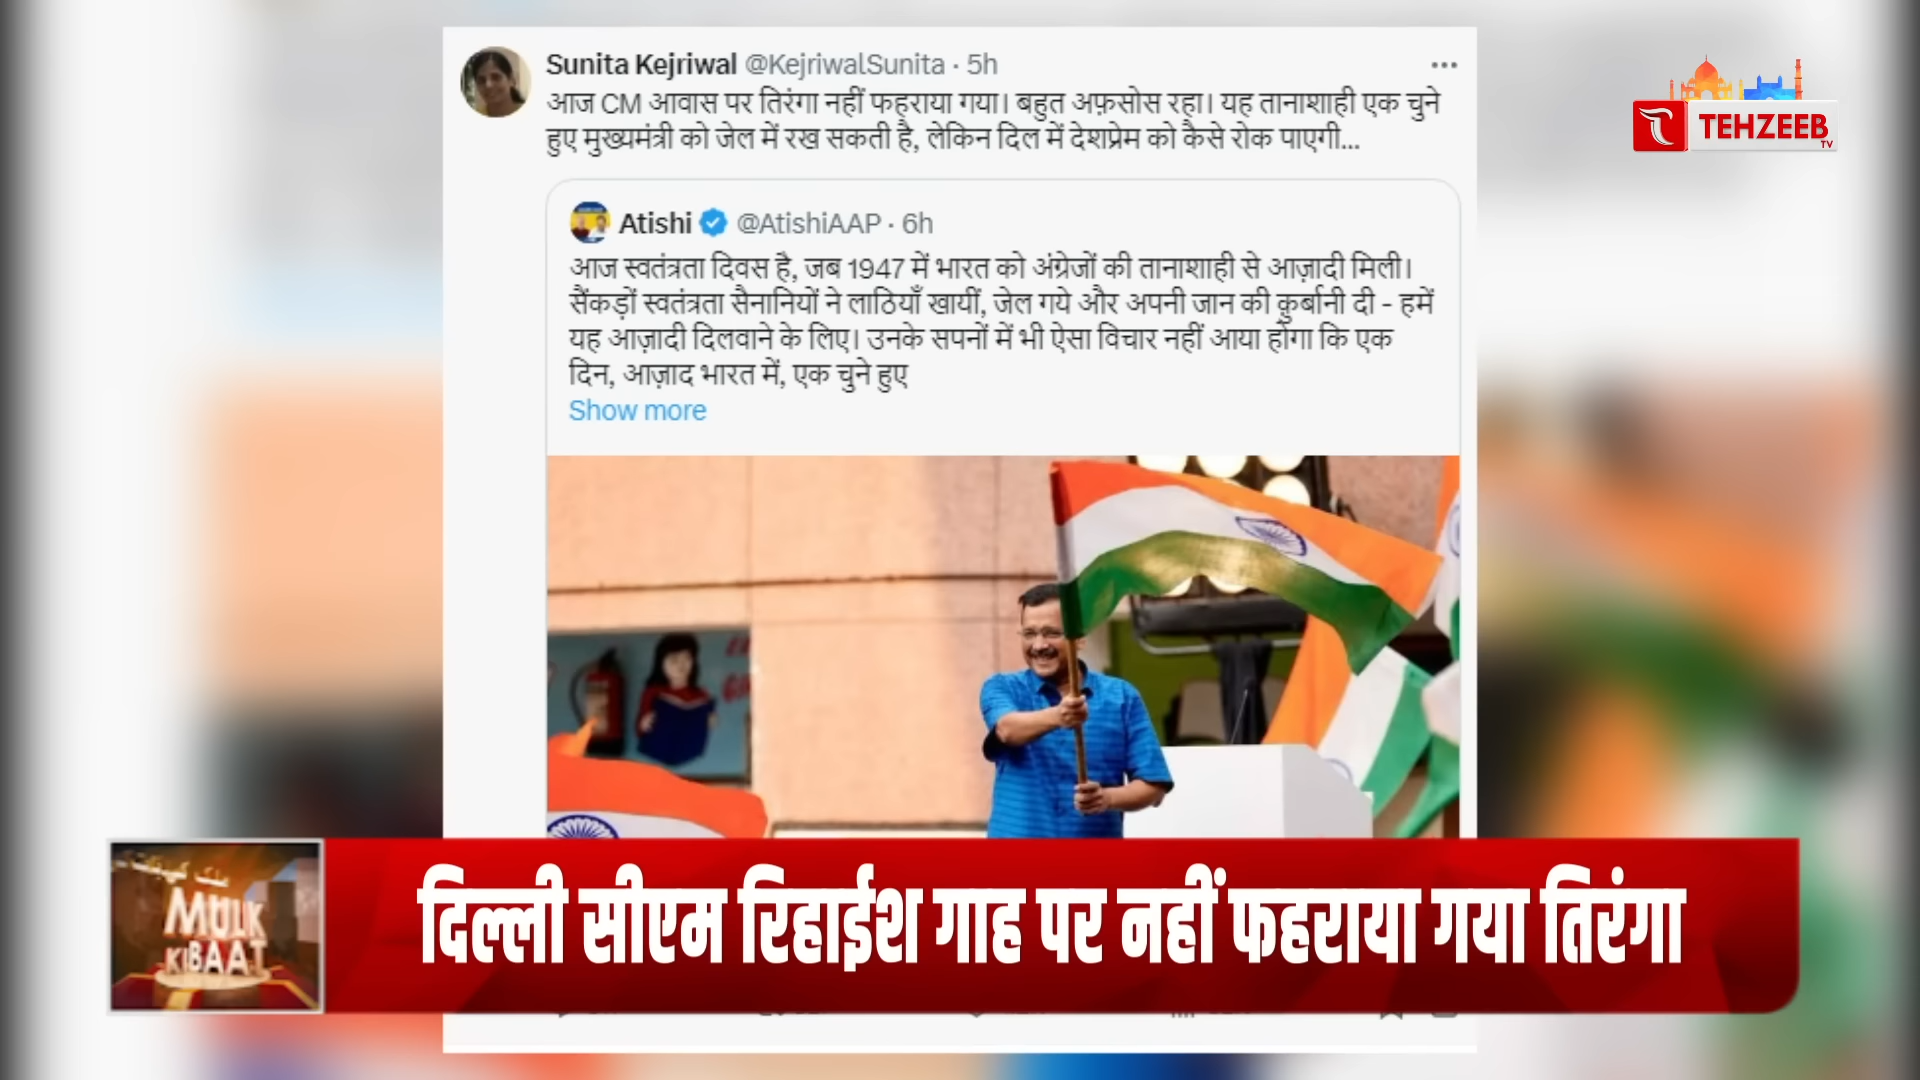 Sunita Kejriwal @KejriwalSunita · 5h
आज CM आवास पर तिरंगा नहीं फहराया गया। बहुत अफ़सोस रहा। यह तानाशाही एक चुने
हुए मुख्यमंत्री को जेल में रख सकती है, लेकिन दिल में देशप्रेम को कैसे रोक पाएगी...
TEHZEEB
TV
Atishi @AtishiAAP · 6h
आज स्वतंत्रता दिवस है, जब 1947 में भारत को अंग्रेजों की तानाशाही से आज़ादी मिली।
सैंकड़ों स्वतंत्रता सैनानियों ने लाठियाँ खायीं, जेल गये और अपनी जान की क़ुर्बानी दी - हमें
यह आज़ादी दिलवाने के लिए। उनके सपनों में भी ऐसा विचार नहीं आया होगा कि एक
दिन, आज़ाद भारत में, एक चुने हुए
Show more
MULK
KI BAAT
दिल्ली सीएम रिहाईश गाह पर नहीं फहराया गया तिरंगा